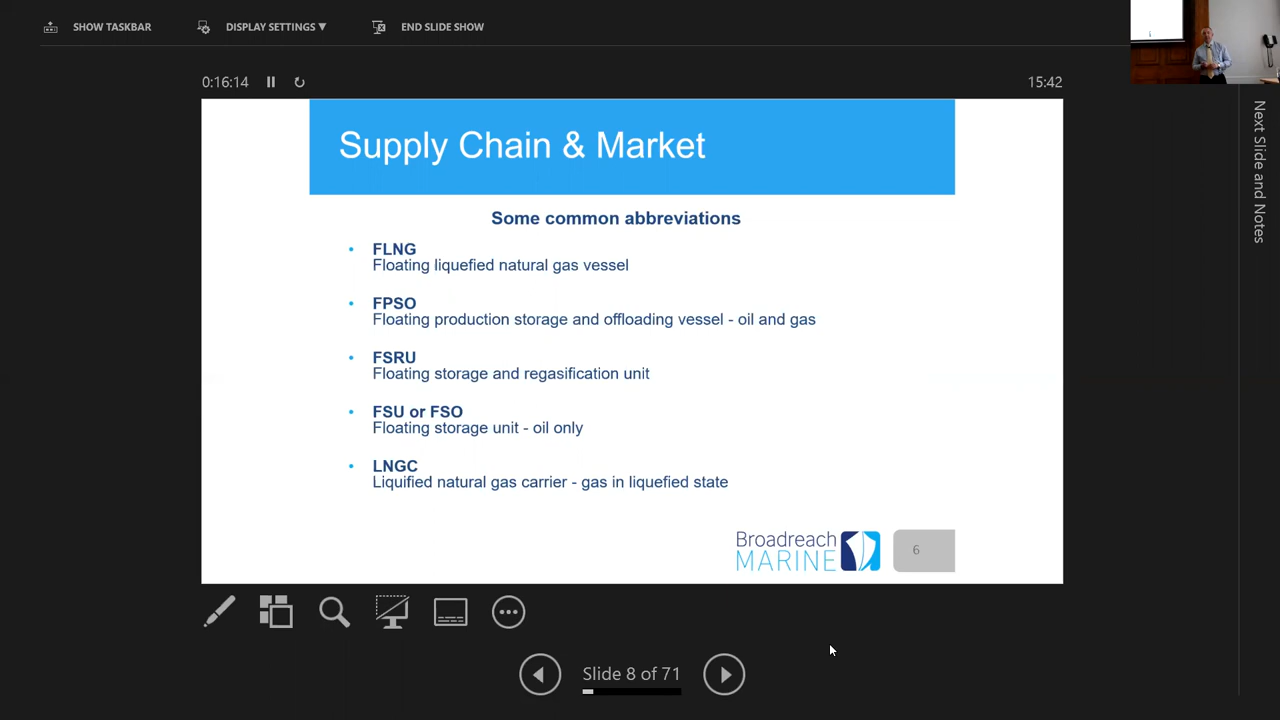 SHOW TASKBAR
DISPLAY SETTINGS ▼
END SLIDE SHOW
0:16:14
15:42
Supply Chain & Market
Some common abbreviations
• FLNG
Floating liquefied natural gas vessel
• FPSO
Floating production storage and offloading vessel - oil and gas
• FSRU
Floating storage and regasification unit
• FSU or FSO
Floating storage unit - oil only
• LNGC
Liquified natural gas carrier - gas in liquefied state
Broadreach
MARINE
6
Slide 8 of 71
Next Slide and Notes